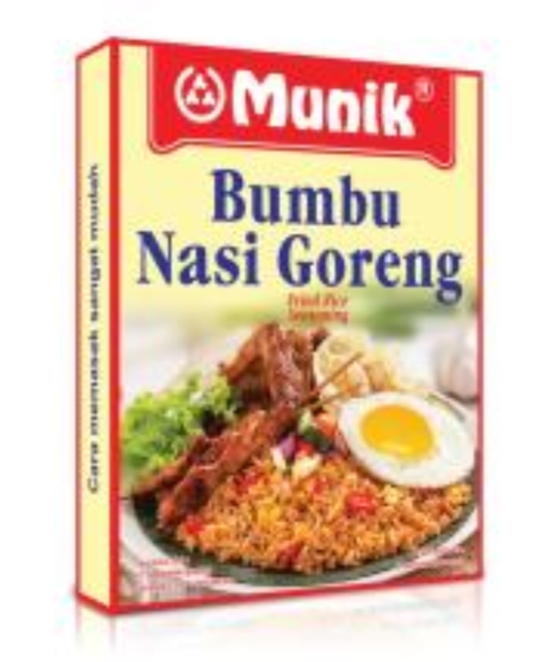 Munik®
Bumbu
Nasi Goreng
Fried Rice
Seasoning
Cara memasak sangat mudah